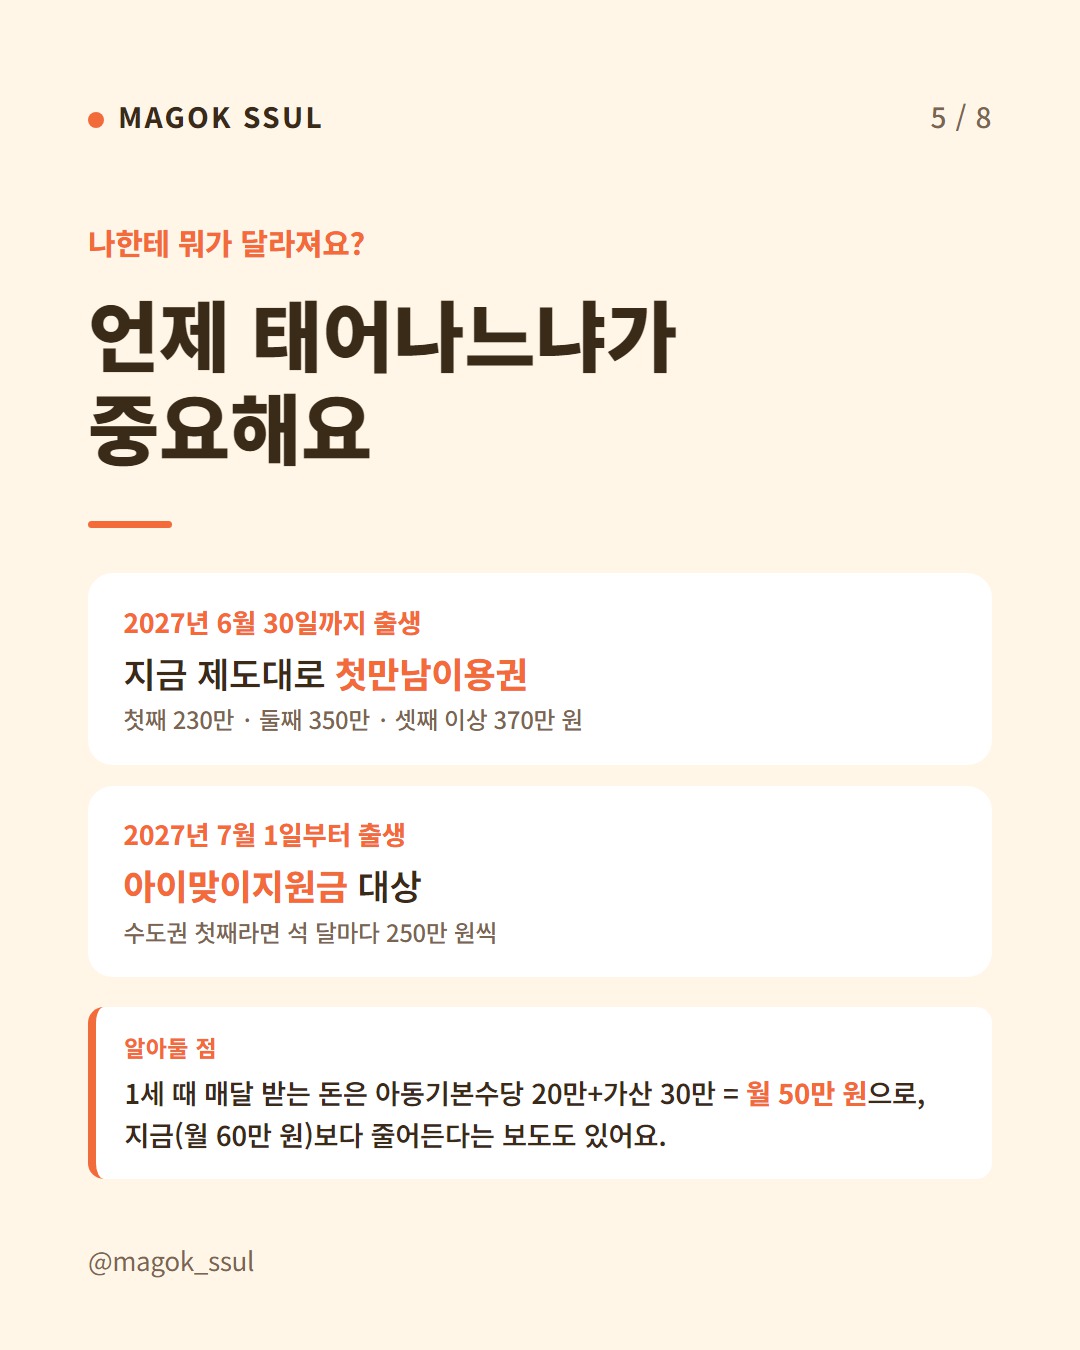 MAGOK SSUL
5 / 8
나한테 뭐가 달라져요?
언제 태어나느냐가
중요해요
2027년 6월 30일까지 출생
지금 제도대로 첫만남이용권
첫째 230만 · 둘째 350만 · 셋째 이상 370만 원
2027년 7월 1일부터 출생
아이맞이지원금 대상
수도권 첫째라면 석 달마다 250만 원씩
알아둘 점
1세 때 매달 받는 돈은 아동기본수당 20만+가산 30만 = 월 50만 원으로,
지금(월 60만 원)보다 줄어든다는 보도도 있어요.
@magok_ssul